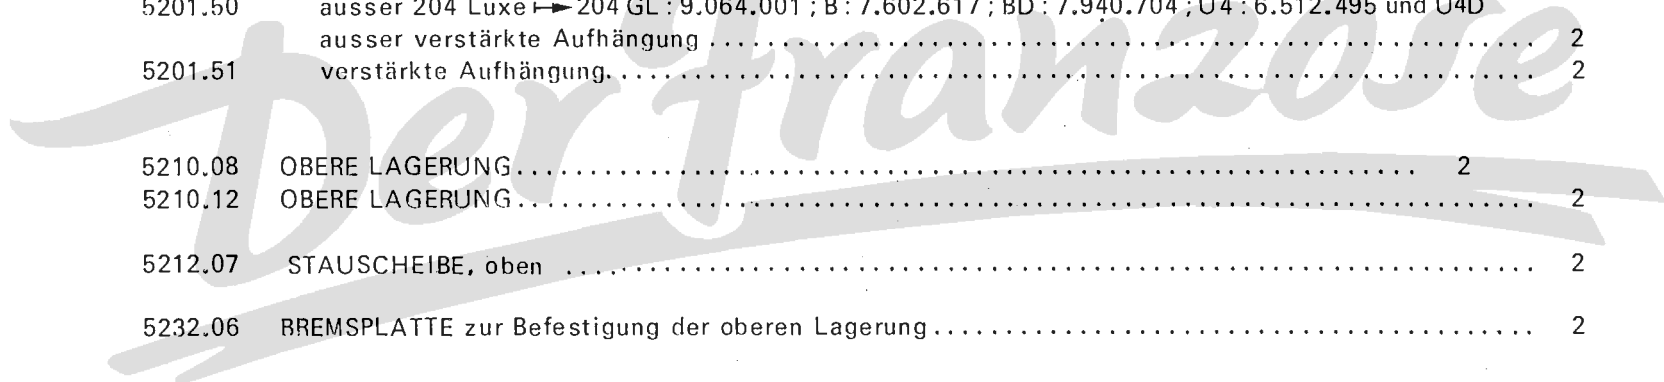 5201.50 ausser 204 Luxe ↦ 204 GL : 9.064.001 ; B : 7.602.617 ; BD : 7.940.704 ; U4 : 6.512.495 und U4D
ausser verstärkte Aufhängung ........ 2
5201.51 verstärkte Aufhängung........ 2
5210.08 OBERE LAGERUNG........ 2
5210.12 OBERE LAGERUNG........ 2
5212.07 STAUSCHEIBE, oben ........ 2
5232.06 BREMSPLATTE zur Befestigung der oberen Lagerung........ 2
Der Franzose